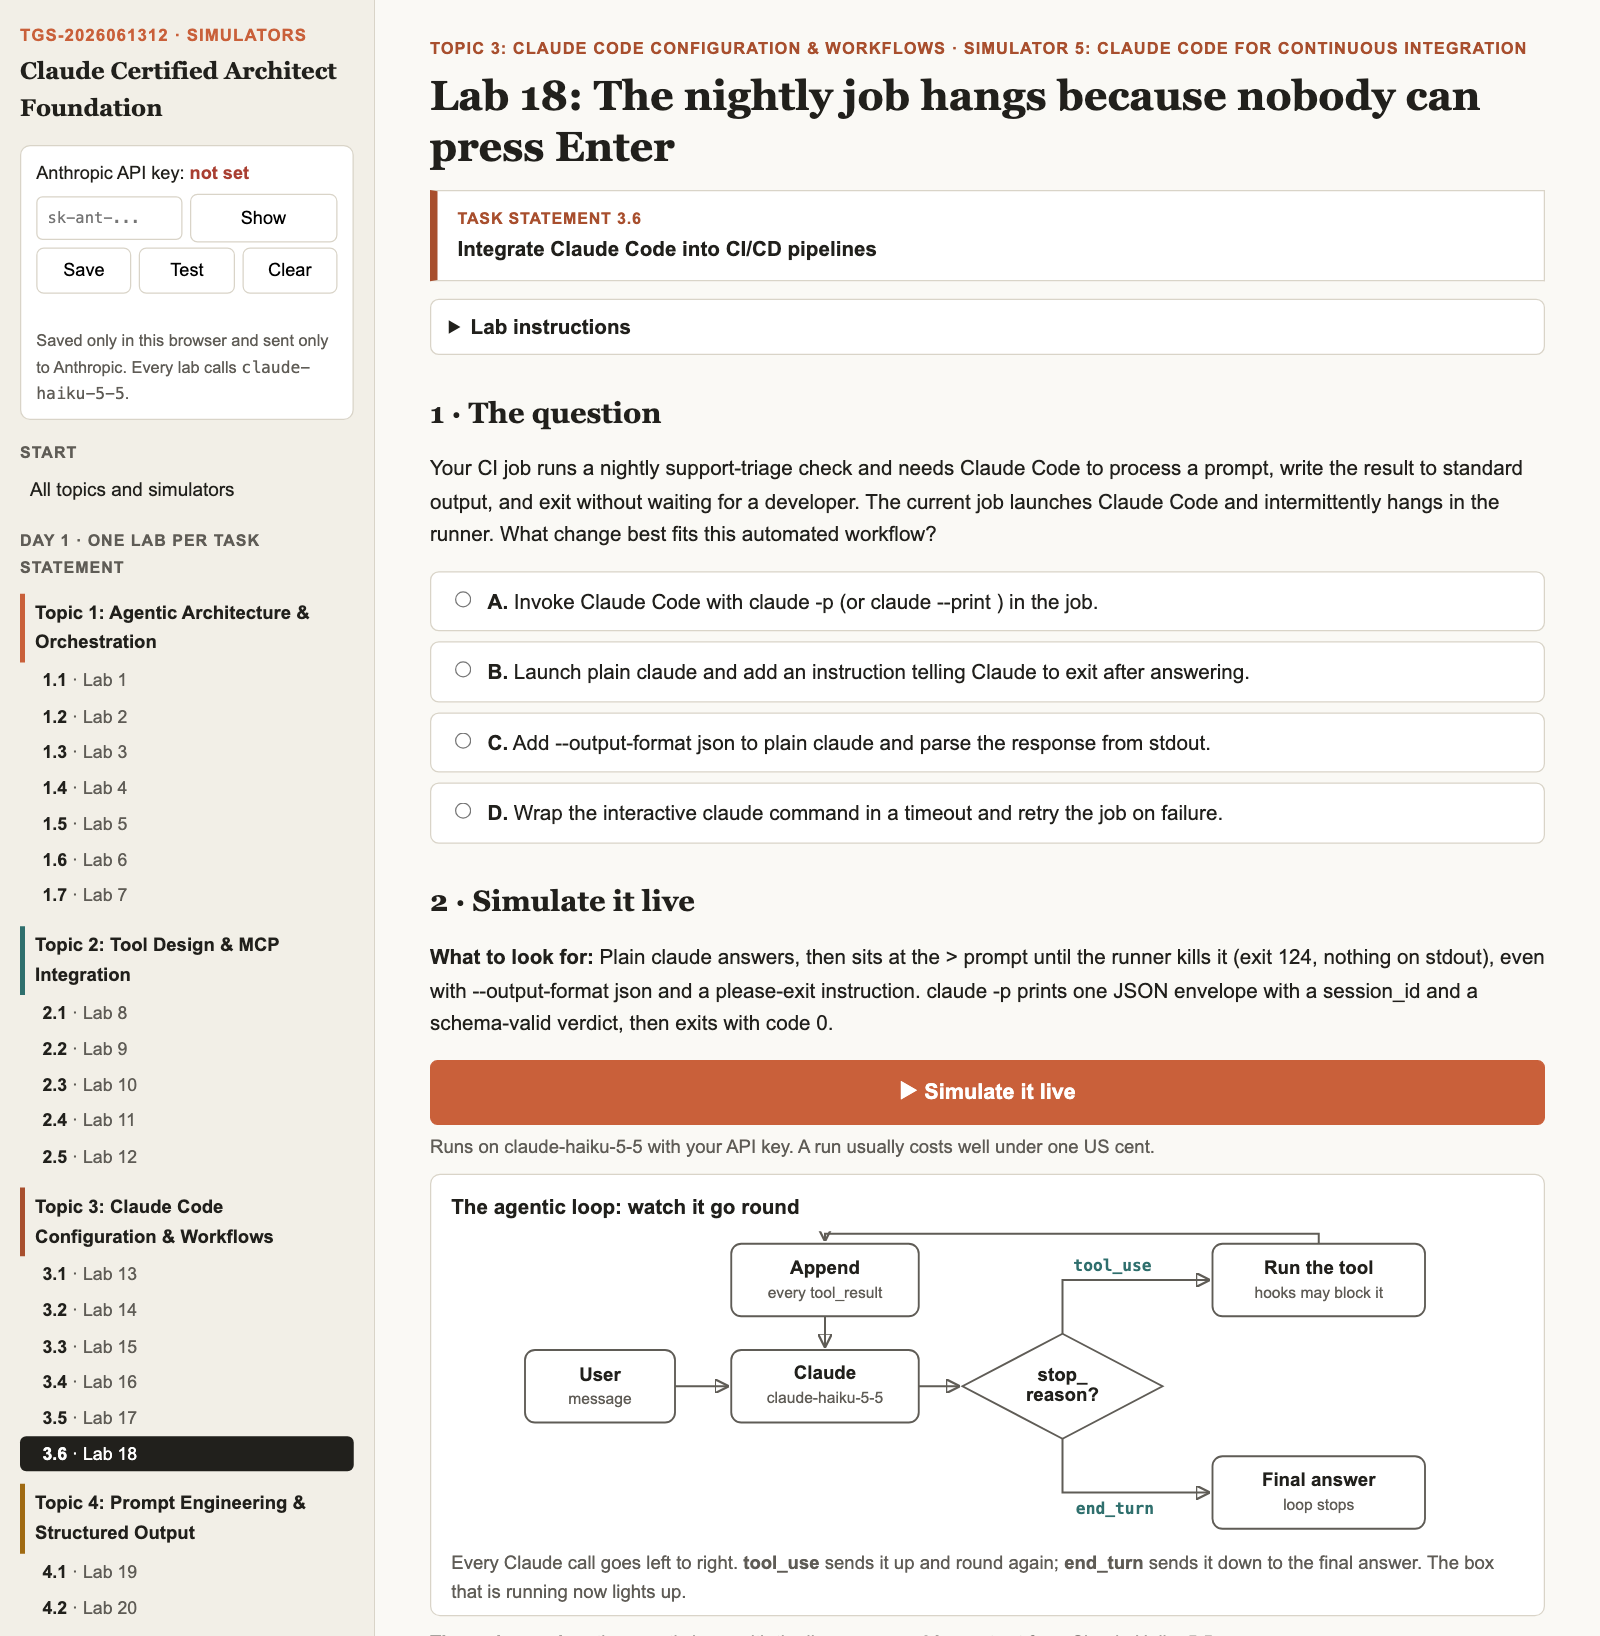 TGS-2026061312 · SIMULATORS
Claude Certified Architect
Foundation
Anthropic API key: not set
sk-ant-...
Show
Save
Test
Clear
Saved only in this browser and sent only
to Anthropic. Every lab calls claude-
haiku-5-5.
START
All topics and simulators
DAY 1 · ONE LAB PER TASK
STATEMENT
Topic 1: Agentic Architecture &
Orchestration
1.1 · Lab 1
1.2 · Lab 2
1.3 · Lab 3
1.4 · Lab 4
1.5 · Lab 5
1.6 · Lab 6
1.7 · Lab 7
Topic 2: Tool Design & MCP
Integration
2.1 · Lab 8
2.2 · Lab 9
2.3 · Lab 10
2.4 · Lab 11
2.5 · Lab 12
Topic 3: Claude Code
Configuration & Workflows
3.1 · Lab 13
3.2 · Lab 14
3.3 · Lab 15
3.4 · Lab 16
3.5 · Lab 17
3.6 · Lab 18
Topic 4: Prompt Engineering &
Structured Output
4.1 · Lab 19
4.2 · Lab 20
TOPIC 3: CLAUDE CODE CONFIGURATION & WORKFLOWS · SIMULATOR 5: CLAUDE CODE FOR CONTINUOUS INTEGRATION
Lab 18: The nightly job hangs because nobody can
press Enter
TASK STATEMENT 3.6
Integrate Claude Code into CI/CD pipelines
▶ Lab instructions
1 · The question
Your CI job runs a nightly support-triage check and needs Claude Code to process a prompt, write the result to standard
output, and exit without waiting for a developer. The current job launches Claude Code and intermittently hangs in the
runner. What change best fits this automated workflow?
A. Invoke Claude Code with claude -p (or claude --print ) in the job.
B. Launch plain claude and add an instruction telling Claude to exit after answering.
C. Add --output-format json to plain claude and parse the response from stdout.
D. Wrap the interactive claude command in a timeout and retry the job on failure.
2 · Simulate it live
What to look for: Plain claude answers, then sits at the > prompt until the runner kills it (exit 124, nothing on stdout), even
with --output-format json and a please-exit instruction. claude -p prints one JSON envelope with a session_id and a
schema-valid verdict, then exits with code 0.
▶ Simulate it live
Runs on claude-haiku-5-5 with your API key. A run usually costs well under one US cent.
The agentic loop: watch it go round
Append
every tool_result
tool_use
Run the tool
hooks may block it
User
message
Claude
claude-haiku-5-5
stop_
reason?
Final answer
loop stops
end_turn
Every Claude call goes left to right. tool_use sends it up and round again; end_turn sends it down to the final answer. The box
that is running now lights up.